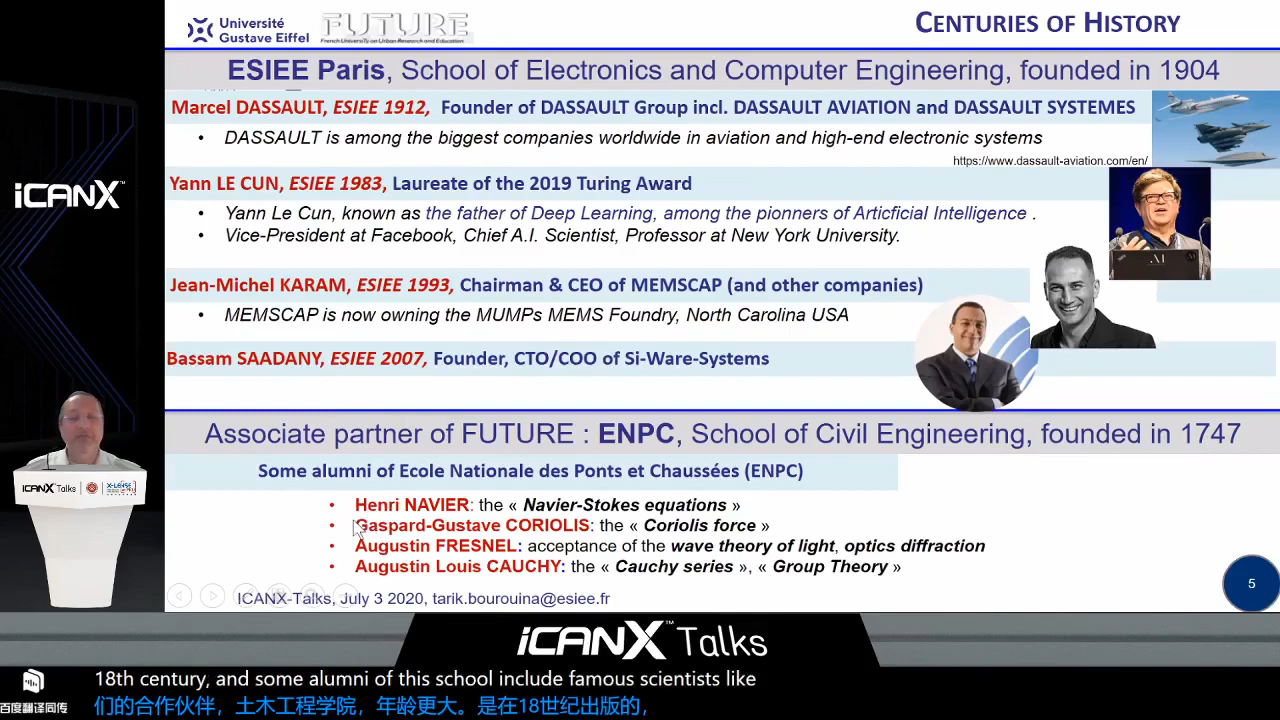 Université
Gustave Eiffel
FUTURE
French UniversiTy on Urban Research and Education
CENTURIES OF HISTORY
ESIEE Paris, School of Electronics and Computer Engineering, founded in 1904
Marcel DASSAULT, ESIEE 1912, Founder of DASSAULT Group incl. DASSAULT AVIATION and DASSAULT SYSTEMES
• DASSAULT is among the biggest companies worldwide in aviation and high-end electronic systems
https://www.dassault-aviation.com/en/
Yann LE CUN, ESIEE 1983, Laureate of the 2019 Turing Award
• Yann Le Cun, known as the father of Deep Learning, among the pionners of Articficial Intelligence .
• Vice-President at Facebook, Chief A.I. Scientist, Professor at New York University.
Jean-Michel KARAM, ESIEE 1993, Chairman & CEO of MEMSCAP (and other companies)
• MEMSCAP is now owning the MUMPs MEMS Foundry, North Carolina USA
Bassam SAADANY, ESIEE 2007, Founder, CTO/COO of Si-Ware-Systems
Associate partner of FUTURE : ENPC, School of Civil Engineering, founded in 1747
Some alumni of Ecole Nationale des Ponts et Chaussées (ENPC)
• Henri NAVIER: the « Navier-Stokes equations »
• Gaspard-Gustave CORIOLIS: the « Coriolis force »
• Augustin FRESNEL: acceptance of the wave theory of light, optics diffraction
• Augustin Louis CAUCHY: the « Cauchy series », « Group Theory »
ICANX-Talks, July 3 2020, tarik.bourouina@esiee.fr
5
iCANX™
iCANX Talks
X-LENSE
iCANX Talks
18th century, and some alumni of this school include famous scientists like
们的合作伙伴，土木工程学院，年龄更大。是在18世纪出版的，
百度翻译同传